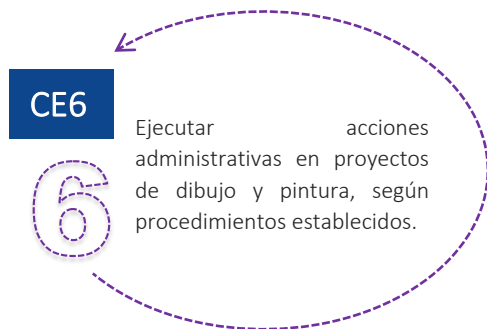 CE6
6
Ejecutar acciones
administrativas en proyectos
de dibujo y pintura, según
procedimientos establecidos.